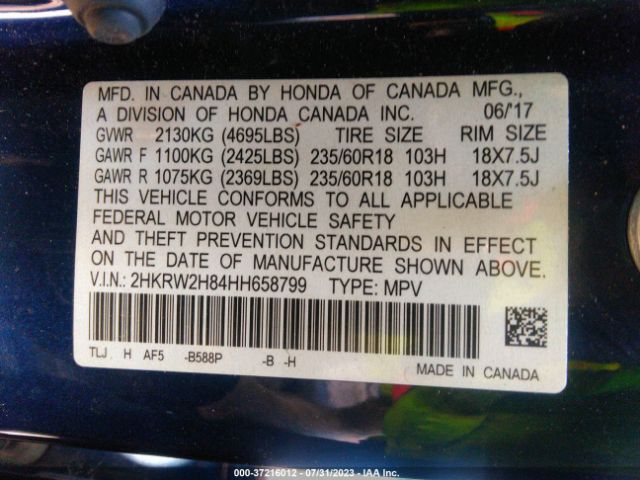 MFD. IN CANADA BY HONDA OF CANADA MFG.,
A DIVISION OF HONDA CANADA INC. 06/'17
GVWR 2130KG (4695LBS) TIRE SIZE RIM SIZE
GAWR F 1100KG (2425LBS) 235/60R18 103H 18X7.5J
GAWR R 1075KG (2369LBS) 235/60R18 103H 18X7.5J
THIS VEHICLE CONFORMS TO ALL APPLICABLE
FEDERAL MOTOR VEHICLE SAFETY
AND THEFT PREVENTION STANDARDS IN EFFECT
ON THE DATE OF MANUFACTURE SHOWN ABOVE.
V.I.N.: 2HKRW2H84HH658799 TYPE: MPV
TLJ H AF5 -B588P -B -H
MADE IN CANADA
000-37216012 - 07/31/2023 - IAA Inc.